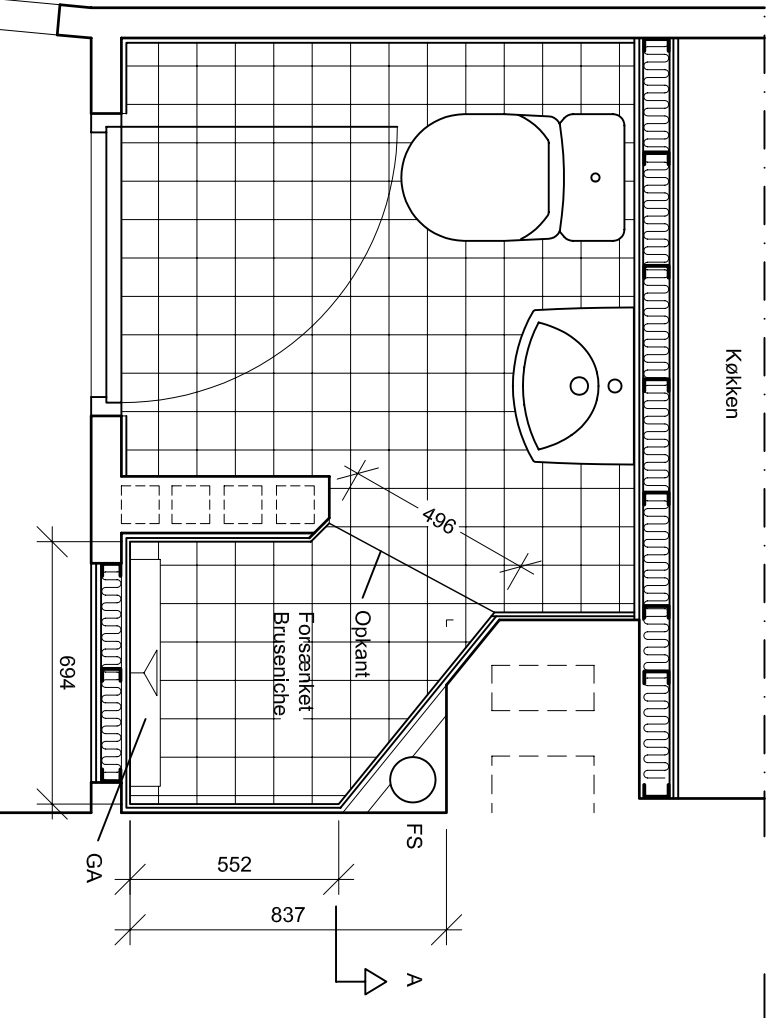 Køkken
496
Opkant
Forsænket
Bruseniche
694
GA
FS
552
837
A